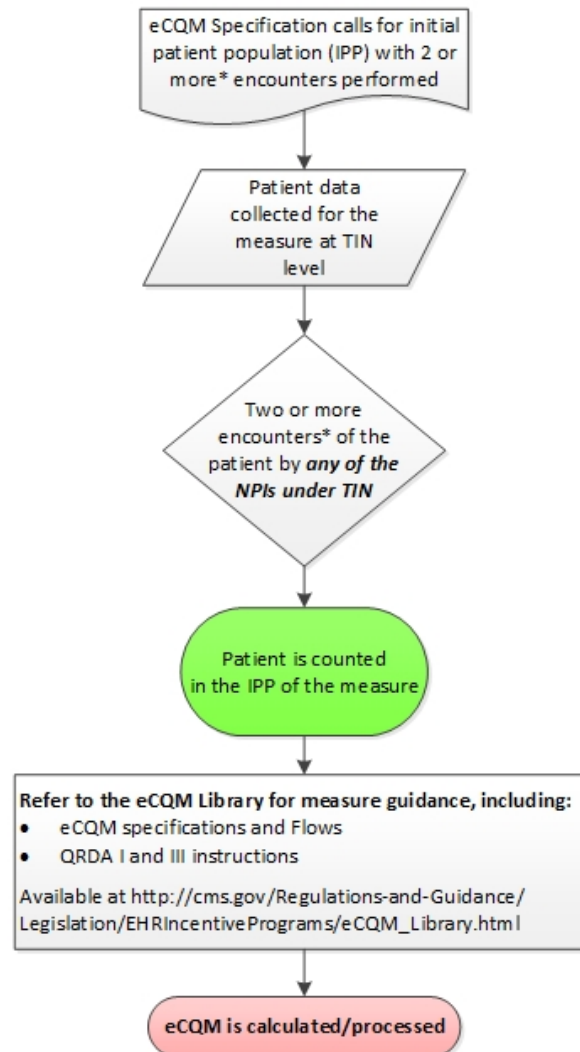 eCQM Specification calls for initial
patient population (IPP) with 2 or
more* encounters performed
Patient data
collected for the
measure at TIN
level
Two or more
encounters* of the
patient by any of the
NPIs under TIN
Patient is counted
in the IPP of the measure
Refer to the eCQM Library for measure guidance, including:
• eCQM specifications and Flows
• QRDA I and III instructions
Available at http://cms.gov/Regulations-and-Guidance/
Legislation/EHRIncentivePrograms/eCQM_Library.html
eCQM is calculated/processed